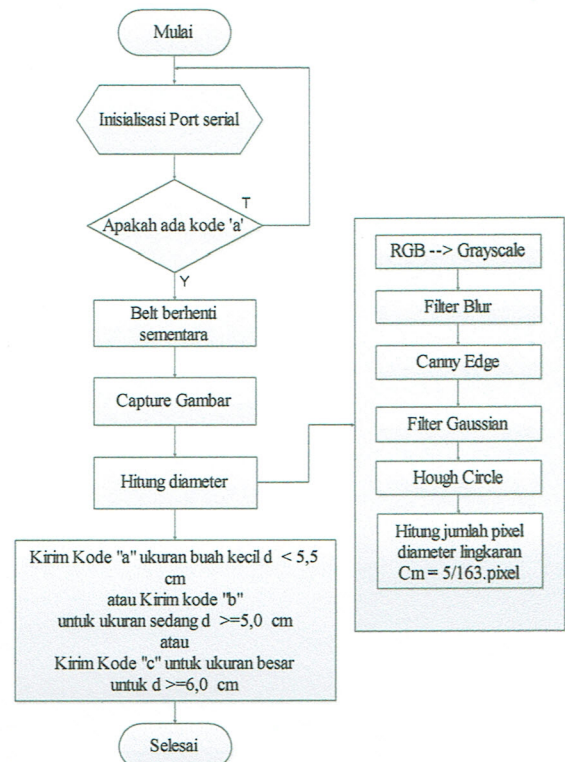 Mulai
Inisialisasi Port serial
T
Apakah ada kode 'a'
Y
Belt berhenti
sementara
Capture Gambar
Hitung diameter
Kirim Kode "a" ukuran buah kecil d < 5,5
cm
atau Kirim kode "b"
untuk ukuran sedang d >=5,0 cm
atau
Kirim Kode "c" untuk ukuran besar
untuk d >=6,0 cm
Selesai
RGB --> Grayscale
Filter Blur
Canny Edge
Filter Gaussian
Hough Circle
Hitung jumlah pixel
diameter lingkaran
Cm = 5/163.pixel